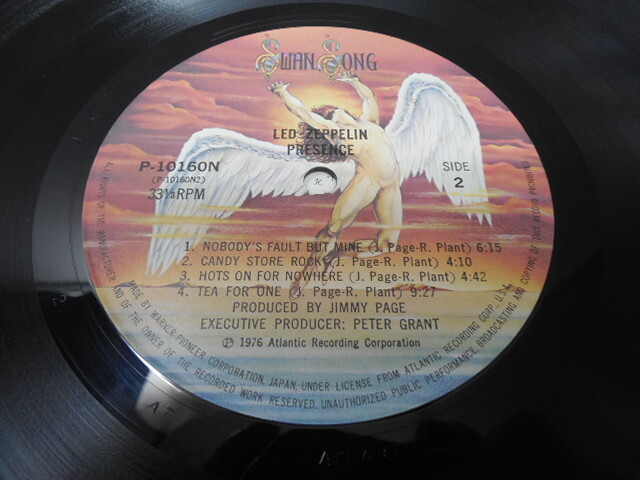 SWAN SONG
LED ZEPPELIN
PRESENCE
P-10160N
(P-10160N2)
33⅓RPM
SIDE
2
1. NOBODY'S FAULT BUT MINE (J. Page-R. Plant) 6:15
2. CANDY STORE ROCK (J. Page-R. Plant) 4:10
3. HOTS ON FOR NOWHERE (J. Page-R. Plant) 4:42
4. TEA FOR ONE (J. Page-R. Plant) 9:27
PRODUCED BY JIMMY PAGE
EXECUTIVE PRODUCER: PETER GRANT
Ⓟ 1976 Atlantic Recording Corporation
MADE BY WARNER-PIONEER CORPORATION, JAPAN, UNDER LICENSE FROM ATLANTIC RECORDING CORP., U.S.A.
AND OF THE OWNER OF THE RECORDED WORK RESERVED. UNAUTHORIZED PUBLIC PERFORMANCE, BROADCASTING AND COPYING OF THIS RECORD PROHIBITED